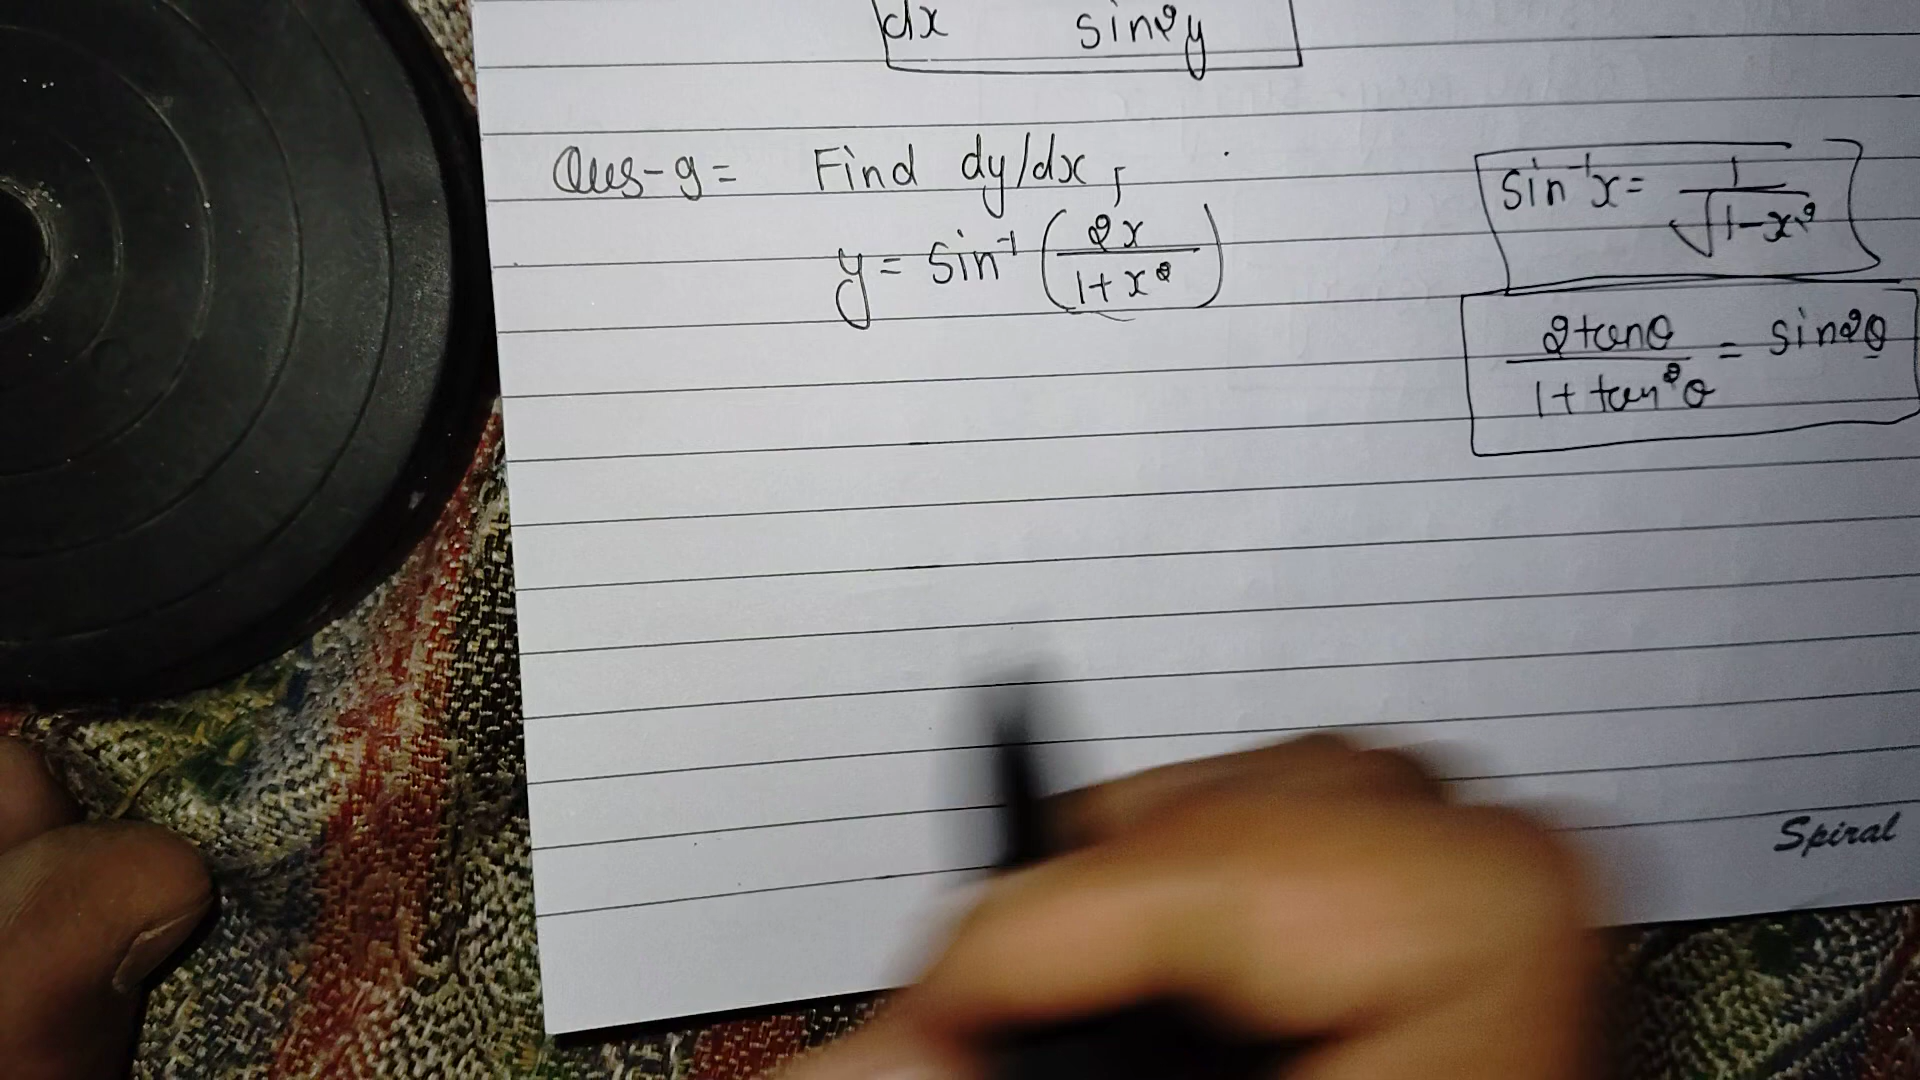 dx sin2y
Ques-9= Find dy/dx,
y = sin⁻¹ (2x / 1+x²)
sin⁻¹x = 1 / √1-x²
2tanθ / 1+tan²θ = sin2θ
Spiral